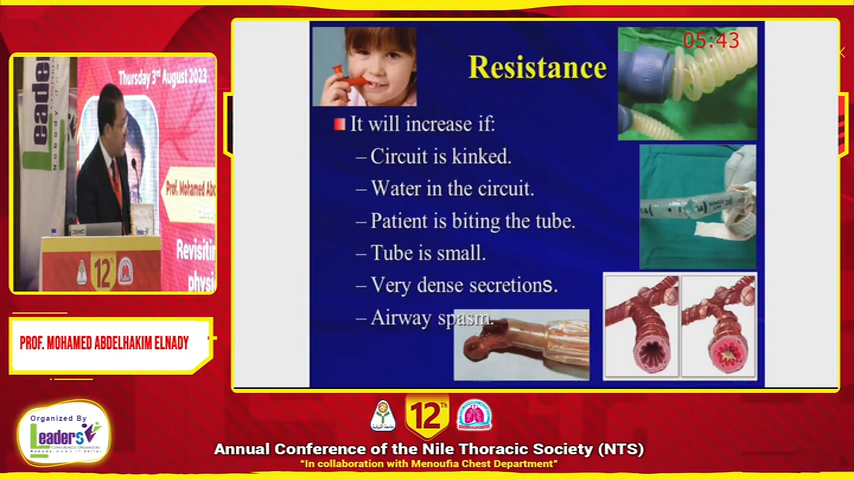 Thursday 3rd August 2023
Leaders
Prof. Mohamed Abd
Revisiti
physi
12
05:43
Resistance
It will increase if:
– Circuit is kinked.
– Water in the circuit.
– Patient is biting the tube.
– Tube is small.
– Very dense secretions.
– Airway spasm.
PROF. MOHAMED ABDELHAKIM ELNADY
Organized By
Leaders
12TH
Annual Conference of the Nile Thoracic Society (NTS)
"In collaboration with Menoufia Chest Department"